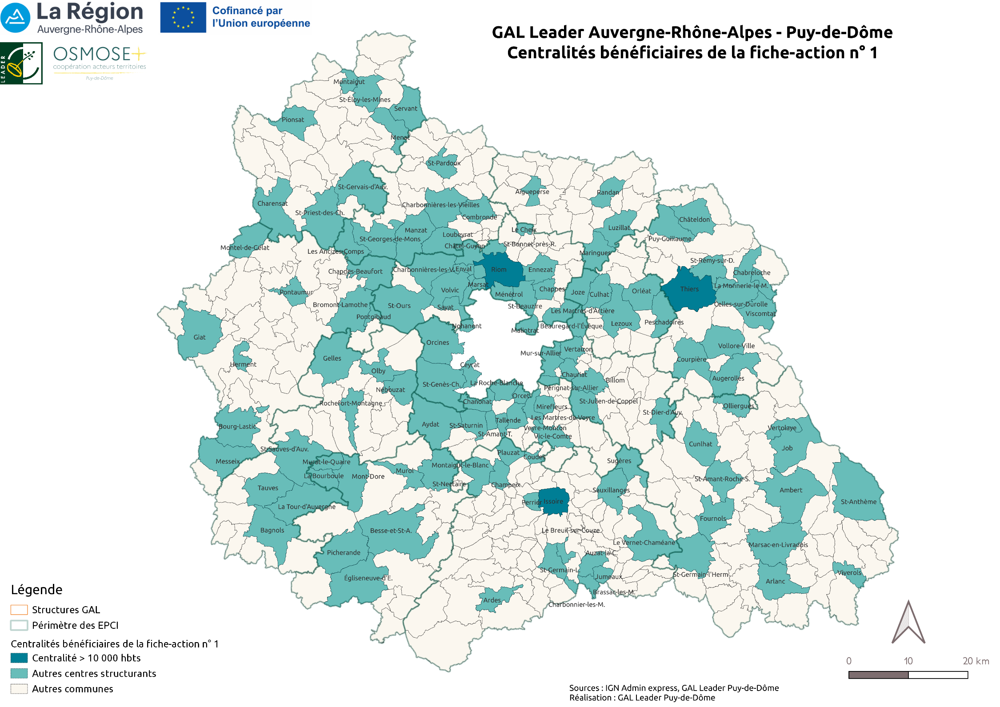 La Région
Auvergne-Rhône-Alpes
Cofinancé par
l'Union européenne
LEADER
OSMOSE+
coopération acteurs territoires
Puy-de-Dôme
GAL Leader Auvergne-Rhône-Alpes - Puy-de-Dôme
Centralités bénéficiaires de la fiche-action n° 1
Montaigut
St-Éloy-les-Mines
Servant
Pionsat
Menat
St-Pardoux
St-Gervais-d'Auv.
Aigueperse
Randan
Charensat
Charbonnières-les-Vieilles
St-Priest-des-Ch.
Combronde
Châteldon
Manzat
Le Cheix
Luzillat
Loubeyrat
St-Georges-de-Mons
Puy-Guillaume
Châtel-Guyon
St-Bonnet-près-R.
Montel-de-Gelat
Les Ancizes-Comps
Maringues
St-Rémy-sur-D.
Chapdes-Beaufort
Charbonnières-les-V.
Enval
Riom
Ennezat
Chabreloche
Marsat
La Monnerie-le-M.
Volvic
Chappes
Thiers
Pontaumur
Ménétrol
Joze
Culhat
Orléat
Bromont-Lamothe
St-Ours
Sayat
St-Beauzire
Celles-sur-Durolle
Les Martres-d'Artière
Viscomtat
Pontgibaud
Nohanent
Malintrat
Beauregard-l'Évêque
Lezoux
Peschadoires
Giat
Orcines
Vollore-Ville
Mur-sur-Allier
Vertaizon
Gelles
Courpière
Herment
Olby
Ceyrat
Chauriat
Augerolles
Billom
St-Genès-Ch.
La Roche-Blanche
Nébouzat
Pérignat-sur-Allier
Orcet
Rochefort-Montagne
Chanonat
St-Julien-de-Coppel
Mirefleurs
Olliergues
St-Dier-d'Auv.
Les Martres-de-Veyre
Tallende
Bourg-Lastic
Aydat
St-Saturnin
Veyre-Monton
Vertolaye
St-Amant-T.
Vic-le-Comte
Cunlhat
St-Sauves-d'Auv.
Job
Plauzat
Coudes
Messeix
Murat-le-Quaire
Montaigut-le-Blanc
Sugères
Murol
La Bourboule
Mont-Dore
St-Amant-Roche-S.
St-Nectaire
Champeix
Tauves
Sauxillanges
Ambert
Perrier
Issoire
St-Anthème
La Tour-d'Auvergne
Fournols
Bagnols
Besse-et-St-A.
Le Breuil-sur-Couze
Le Vernet-Chaméane
Marsac-en-Livradois
Picherande
Auzat-la-C.
St-Germain-L.
Viverols
St-Germain-l'Herm
Jumeaux
Égliseneuve-d'E.
Arlanc
Brassac-les-M.
Ardes
Charbonnier-les-M.
Légende
Structures GAL
Périmètre des EPCI
Centralités bénéficiaires de la fiche-action n° 1
Centralité > 10 000 hbts
Autres centres structurants
Autres communes
0 10 20 km
Sources : IGN Admin express, GAL Leader Puy-de-Dôme
Réalisation : GAL Leader Puy-de-Dôme